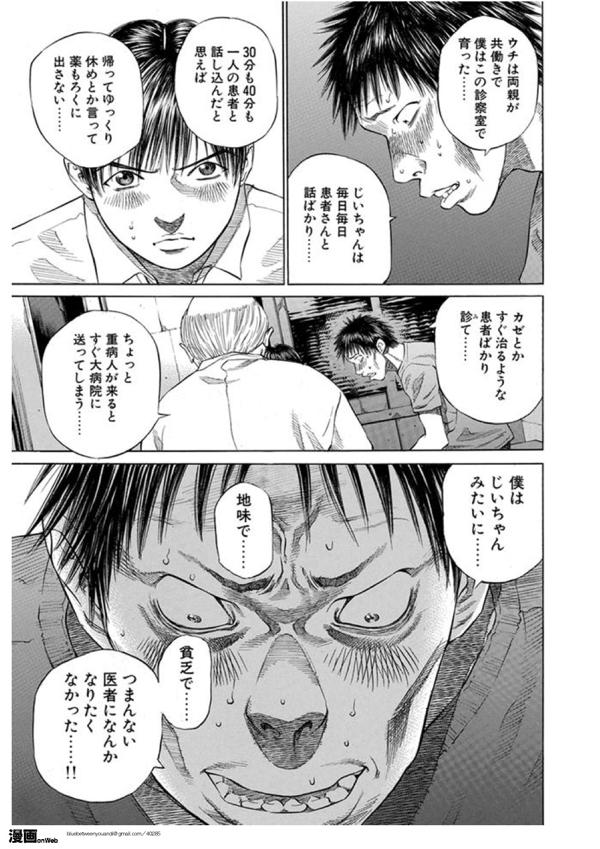 ウチは両親が
共働きで
僕はこの診察室で
育った……
じいちゃんは
毎日毎日
患者さんと
話ばかり……
30分も40分も
一人の患者と
話し込んだと
思えば
帰ってゆっくり
休めとか言って
薬もろくに
出さない……
カゼとか
すぐ治るような
患者ばかり
診て……
み
ちょっと
重病人が来ると
すぐ大病院に
送ってしまう……
僕は
じいちゃん
みたいに……
地味で……
貧乏で……
つまんない
医者になんか
なりたく
なかった……!!
漫画 on Web
bluebetweenyouandi@gmail.com/40285